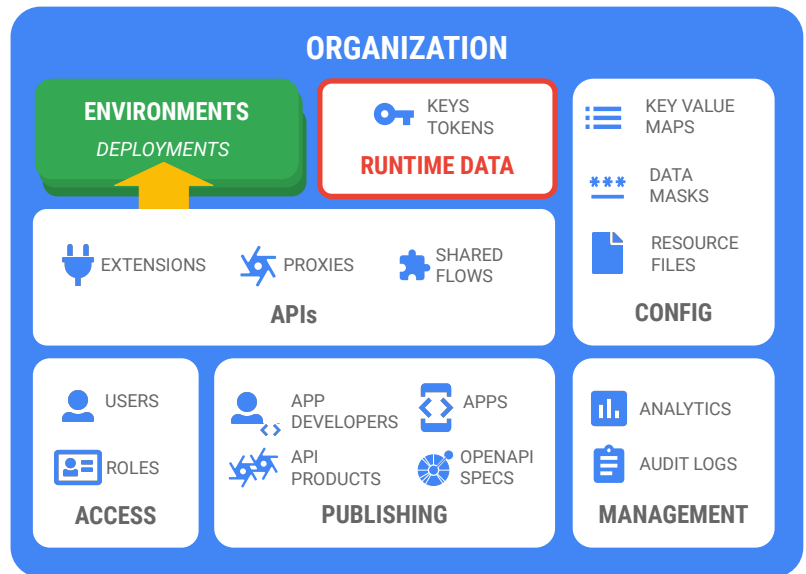 ORGANIZATION
ENVIRONMENTS
DEPLOYMENTS
KEYS
TOKENS
RUNTIME DATA
KEY VALUE
MAPS
***
DATA
MASKS
RESOURCE
FILES
CONFIG
EXTENSIONS
PROXIES
SHARED
FLOWS
APIs
USERS
ROLES
ACCESS
APP
DEVELOPERS
APPS
API
PRODUCTS
OPENAPI
SPECS
PUBLISHING
ANALYTICS
AUDIT LOGS
MANAGEMENT